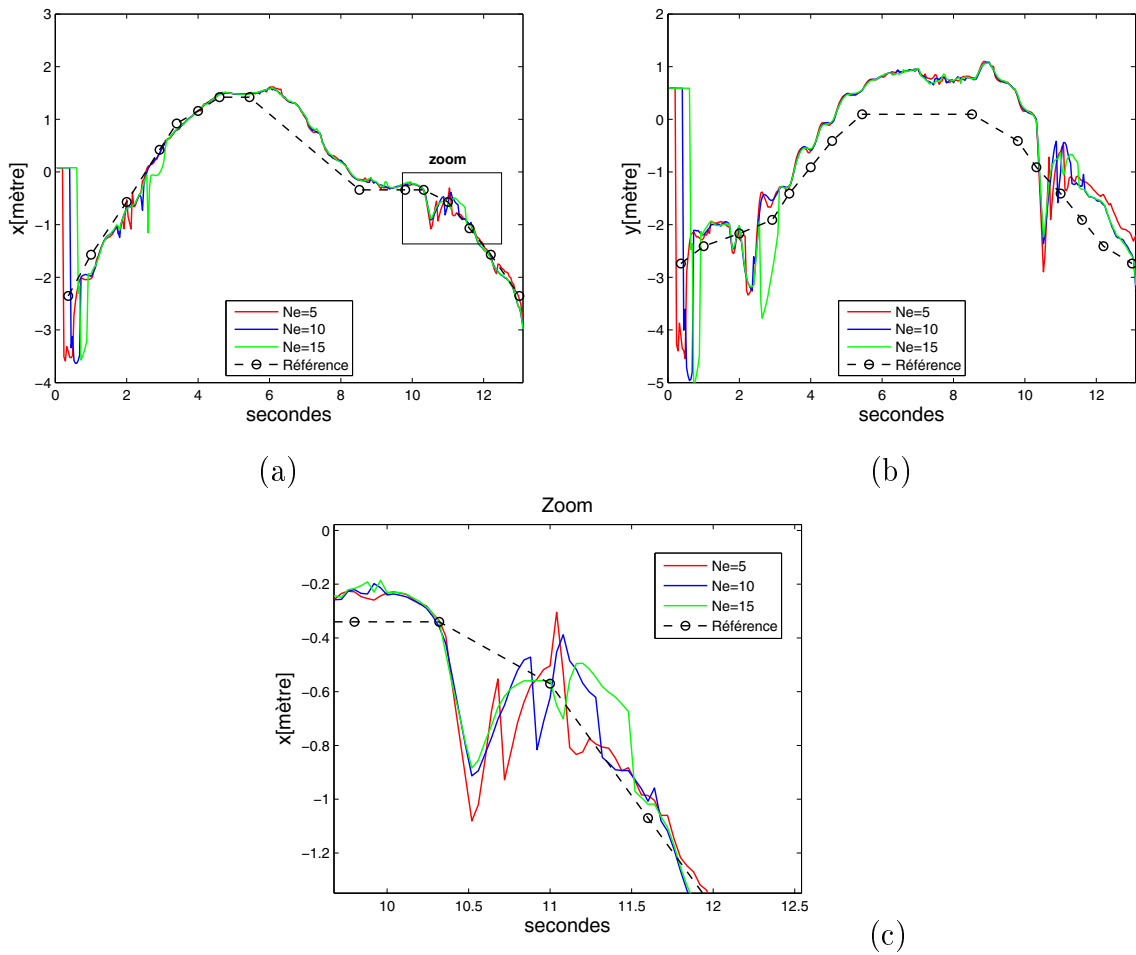 3
2
1
0
−1
−2
−3
−4
x[mètre]
0 2 4 6 8 10 12
secondes
zoom
Ne=5
Ne=10
Ne=15
Référence
(a)
2
1
0
−1
−2
−3
−4
−5
y[mètre]
0 2 4 6 8 10 12
secondes
Ne=5
Ne=10
Ne=15
Référence
(b)
Zoom
0
−0.2
−0.4
−0.6
−0.8
−1
−1.2
x[mètre]
10 10.5 11 11.5 12 12.5
secondes
Ne=5
Ne=10
Ne=15
Référence
(c)